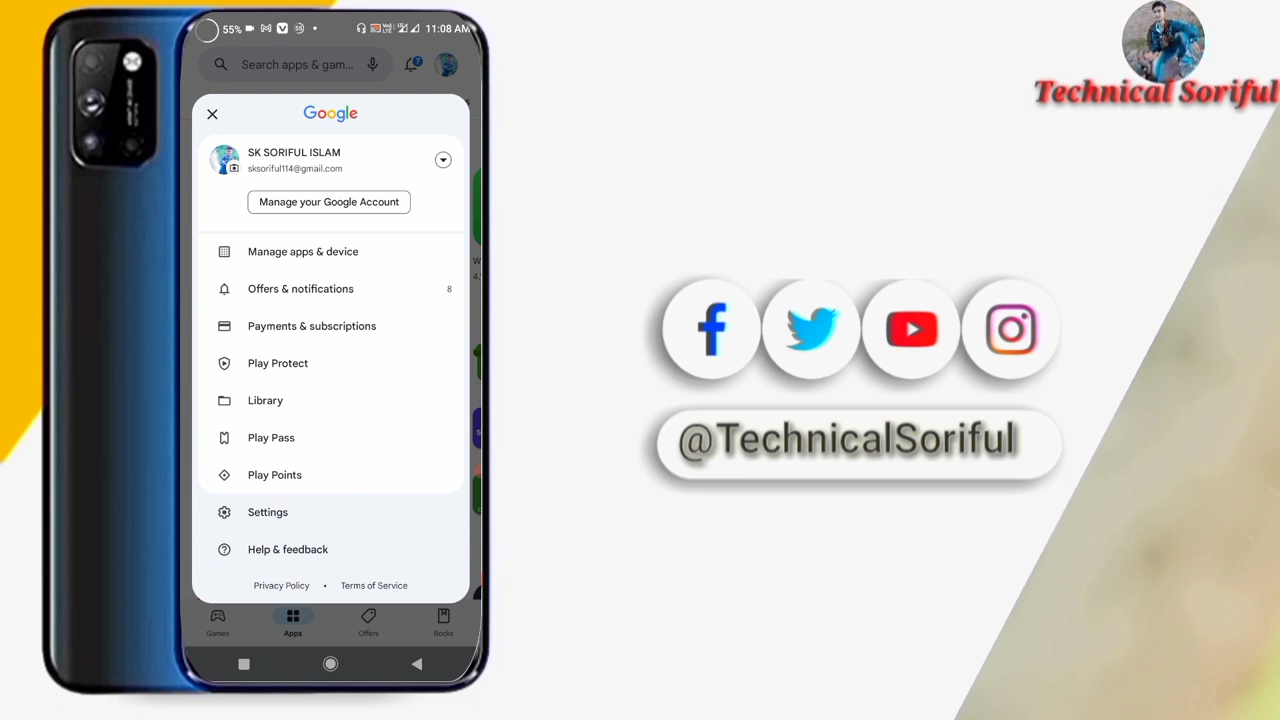 55%
11:08 AM
Technical Soriful
Search apps & gam...
7
Google
SK SORIFUL ISLAM
sksoriful114@gmail.com
Manage your Google Account
Manage apps & device
Offers & notifications 8
Payments & subscriptions
Play Protect
Library
Play Pass
Play Points
Settings
Help & feedback
Privacy Policy • Terms of Service
Games Apps Offers Books
@TechnicalSoriful